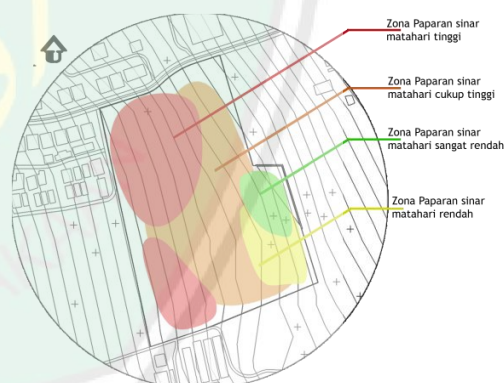 Zona Paparan sinar
matahari tinggi
Zona Paparan sinar
matahari cukup tinggi
Zona Paparan sinar
matahari sangat rendah
Zona Paparan sinar
matahari rendah